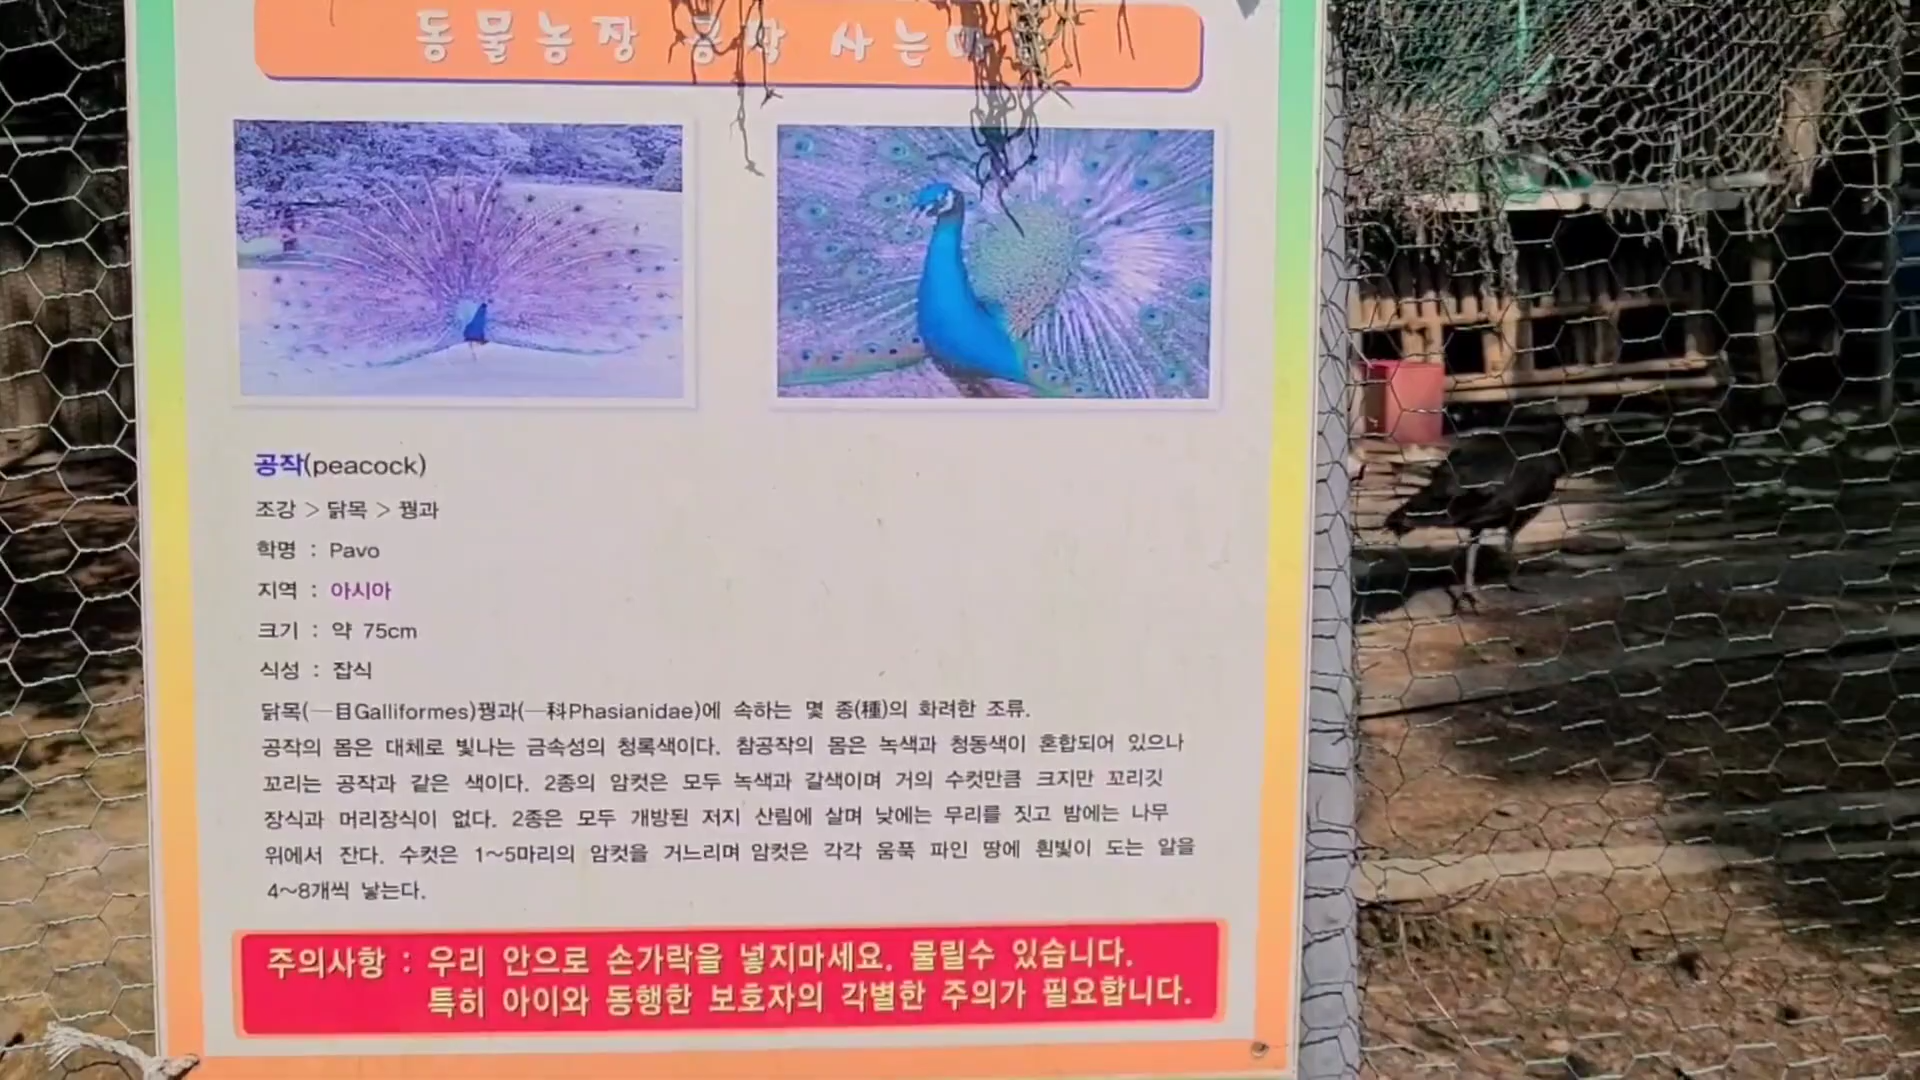 동물농장 공작 사는
공작(peacock)
조강 > 닭목 > 꿩과
학명 : Pavo
지역 : 아시아
크기 : 약 75cm
식성 : 잡식
닭목(―目Galliformes)꿩과(―科Phasianidae)에 속하는 몇 종(種)의 화려한 조류.
공작의 몸은 대체로 빛나는 금속성의 청록색이다. 참공작의 몸은 녹색과 청동색이 혼합되어 있으나
꼬리는 공작과 같은 색이다. 2종의 암컷은 모두 녹색과 갈색이며 거의 수컷만큼 크지만 꼬리깃
장식과 머리장식이 없다. 2종은 모두 개방된 저지 산림에 살며 낮에는 무리를 짓고 밤에는 나무
위에서 잔다. 수컷은 1~5마리의 암컷을 거느리며 암컷은 각각 움푹 파인 땅에 흰빛이 도는 알을
4~8개씩 낳는다.
주의사항 : 우리 안으로 손가락을 넣지마세요. 물릴수 있습니다.
특히 아이와 동행한 보호자의 각별한 주의가 필요합니다.